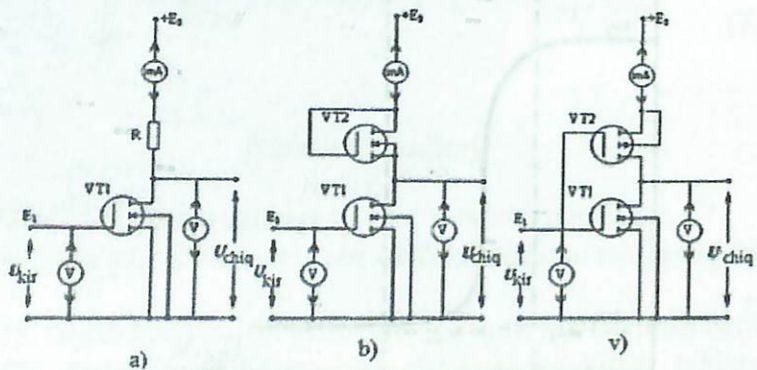 +E₂
+E₂
+E₂
mA
mA
mA
R
VT2
VT2
VT1
VT1
VT1
E₁
E₁
E₁
V
V
V
V
V
V
u_kir
u_chiq
u_kir
u_chiq
u_kir
u_chiq
a)
b)
v)